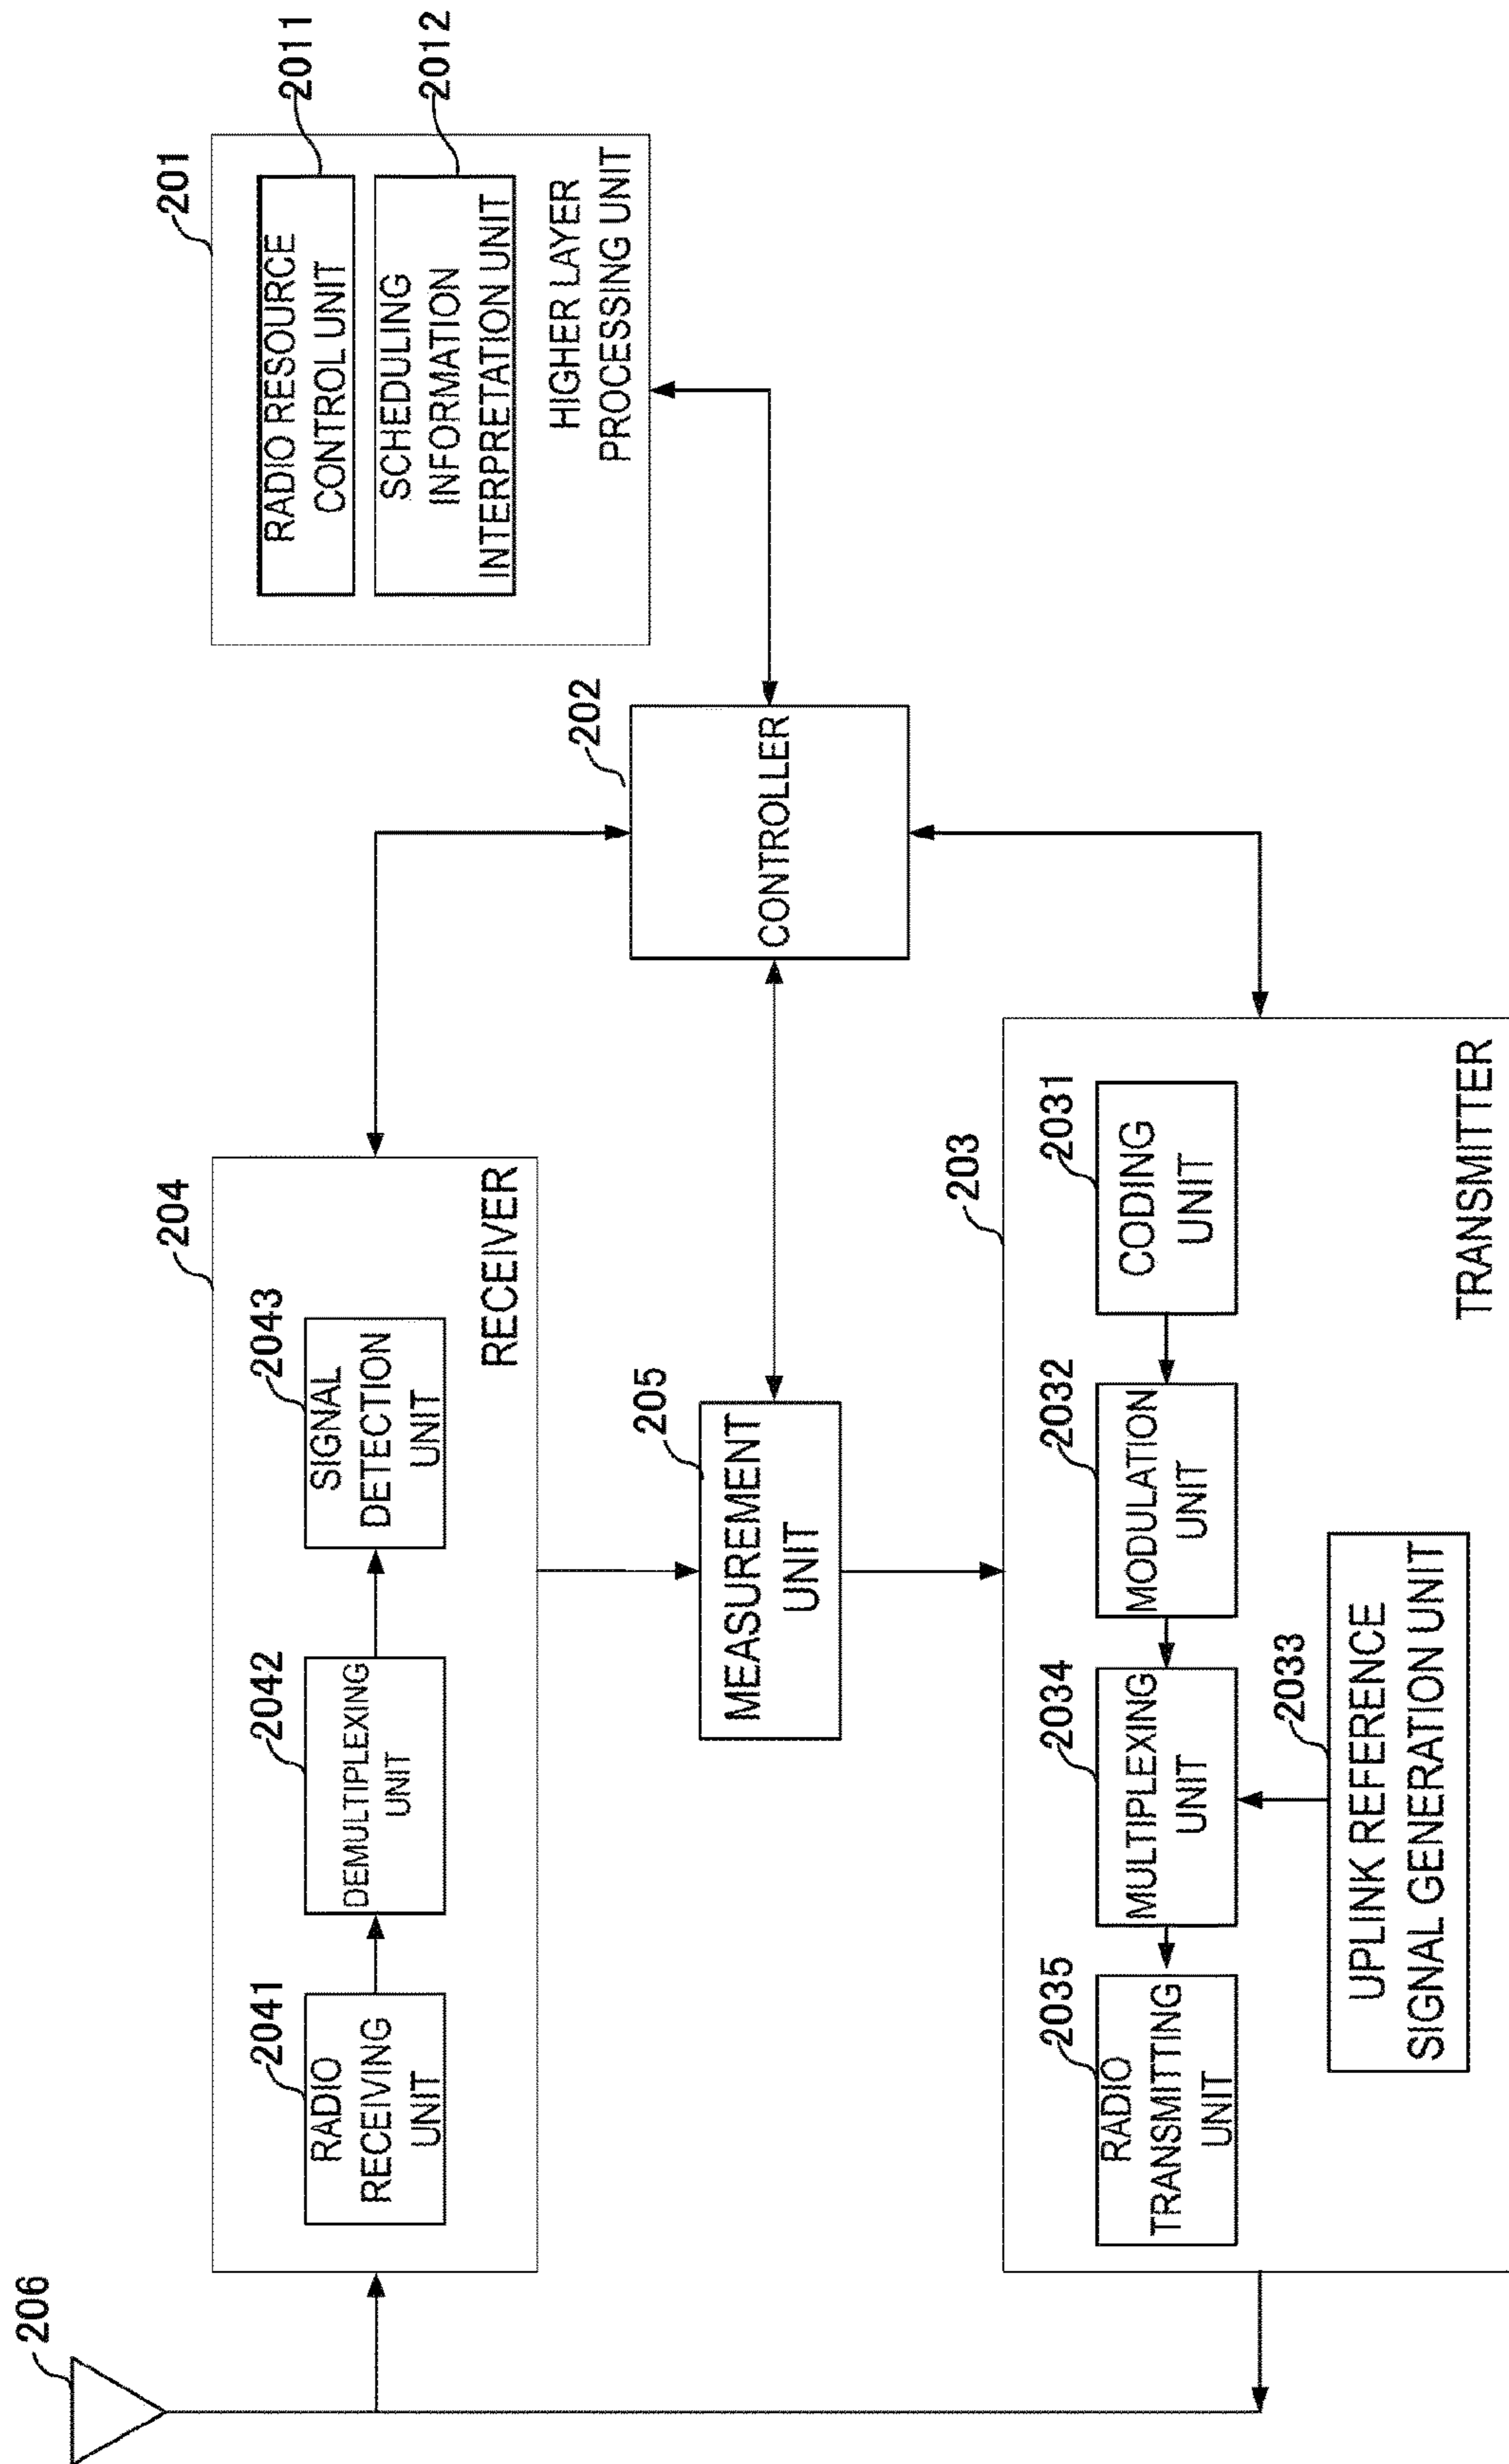 206
204
2041
RADIO
RECEIVING
UNIT
2042
DEMULTIPLEXING
UNIT
2043
SIGNAL
DETECTION
UNIT
RECEIVER
201
RADIO RESOURCE
CONTROL UNIT
2011
SCHEDULING
INFORMATION
INTERPRETATION UNIT
2012
HIGHER LAYER
PROCESSING UNIT
205
MEASUREMENT
UNIT
202
CONTROLLER
203
2035
RADIO
TRANSMITTING
UNIT
2034
MULTIPLEXING
UNIT
2032
MODULATION
UNIT
2031
CODING
UNIT
2033
UPLINK REFERENCE
SIGNAL GENERATION UNIT
TRANSMITTER